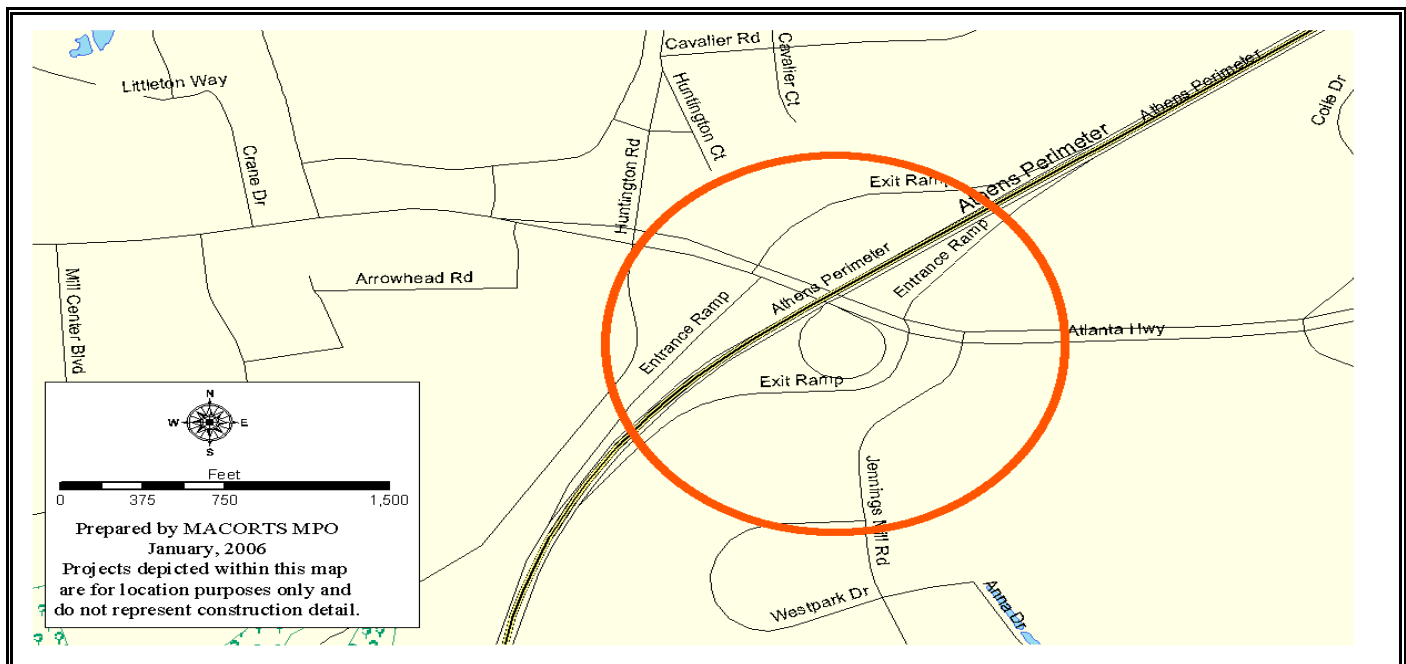 Cavalier Rd
Cavalier Ct
Littleton Way
Huntington Ct
Athens Perimeter
Colle Dr
Crane Dr
Huntington Rd
Exit Ramp
Athens Perimeter
Athens Perimeter
Entrance Ramp
Arrowhead Rd
Mill Center Blvd
Entrance Ramp
Atlanta Hwy
Exit Ramp
Jennings Mill Rd
Westpark Dr
Anna Dr
N
W
E
S
Feet
0 375 750 1,500
Prepared by MACORTS MPO
January, 2006
Projects depicted within this map
are for location purposes only and
do not represent construction detail.